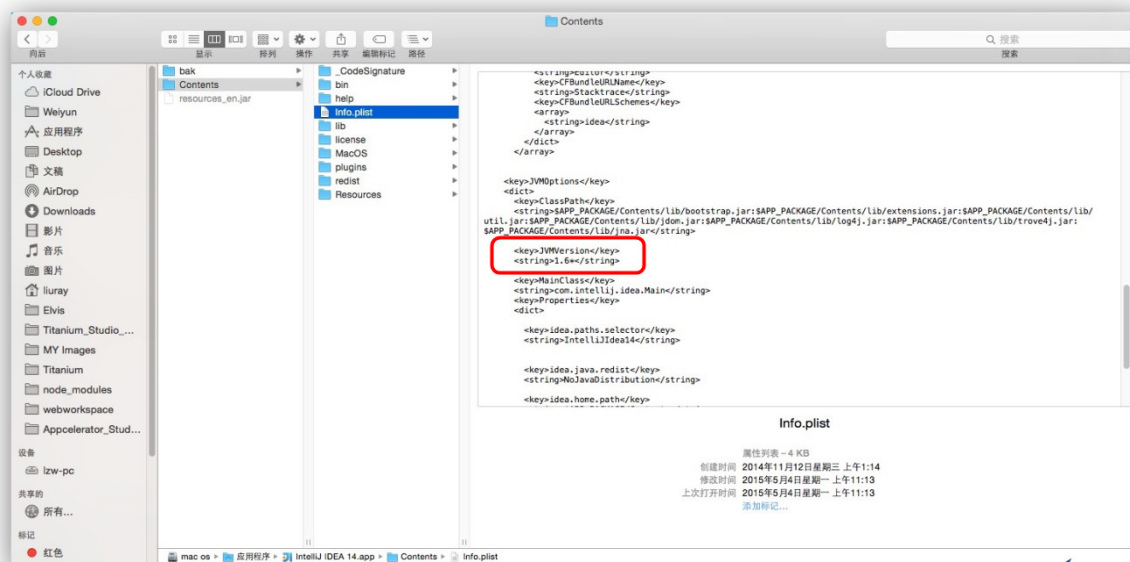 Contents
向后
显示
排列
操作
共享
编辑标记
路径
搜索
搜索
个人收藏
iCloud Drive
Weiyun
应用程序
Desktop
文稿
AirDrop
Downloads
影片
音乐
图片
liuray
Elvis
Titanium_Studio_...
MY Images
Titanium
node_modules
webworkspace
Appcelerator_Stud...
设备
lzw-pc
共享的
所有...
标记
红色
bak
Contents
resources_en.jar
_CodeSignature
bin
help
Info.plist
lib
license
MacOS
plugins
redist
Resources
<string>Editor</string>
<key>CFBundleURLName</key>
<string>Stacktrace</string>
<key>CFBundleURLSchemes</key>
<array>
<string>idea</string>
</array>
</dict>
</array>
<key>JVMOptions</key>
<dict>
<key>ClassPath</key>
<string>$APP_PACKAGE/Contents/lib/bootstrap.jar:$APP_PACKAGE/Contents/lib/extensions.jar:$APP_PACKAGE/Contents/lib/
util.jar:$APP_PACKAGE/Contents/lib/jdom.jar:$APP_PACKAGE/Contents/lib/log4j.jar:$APP_PACKAGE/Contents/lib/trove4j.jar:
$APP_PACKAGE/Contents/lib/jna.jar</string>
<key>JVMVersion</key>
<string>1.6*</string>
<key>MainClass</key>
<string>com.intellij.idea.Main</string>
<key>Properties</key>
<dict>
<key>idea.paths.selector</key>
<string>IntelliJIdea14</string>
<key>idea.java.redist</key>
<string>NoJavaDistribution</string>
<key>idea.home.path</key>
Info.plist
属性列表 – 4 KB
创建时间 2014年11月12日星期三 上午1:14
修改时间 2015年5月4日星期一 上午11:13
上次打开时间 2015年5月4日星期一 上午11:13
添加标记...
mac os ▸ 应用程序 ▸ IntelliJ IDEA 14.app ▸ Contents ▸ Info.plist